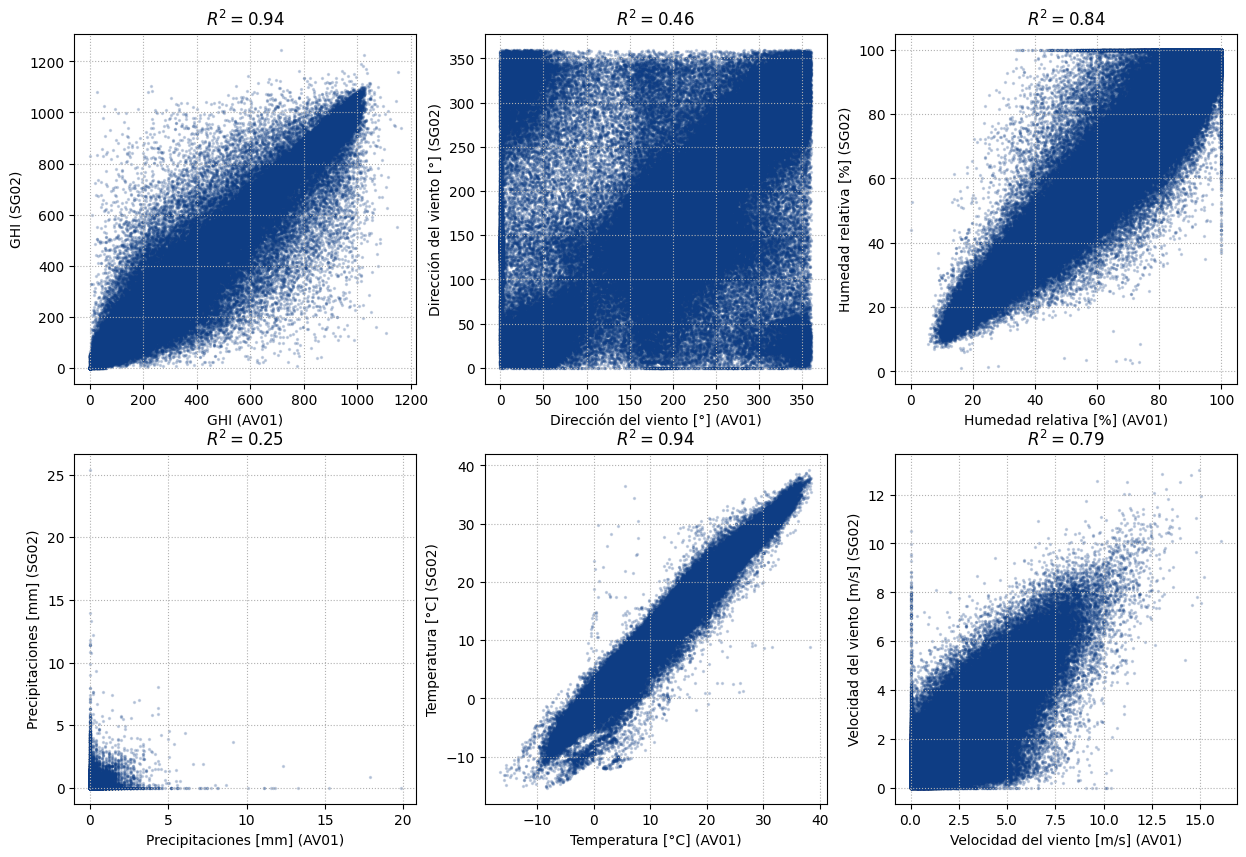 R² = 0.94
GHI (SG02)
1200
1000
800
600
400
200
0
0 200 400 600 800 1000 1200
GHI (AV01)
R² = 0.46
Dirección del viento [°] (SG02)
350
300
250
200
150
100
50
0
0 50 100 150 200 250 300 350
Dirección del viento [°] (AV01)
R² = 0.84
Humedad relativa [%] (SG02)
100
80
60
40
20
0
0 20 40 60 80 100
Humedad relativa [%] (AV01)
R² = 0.25
Precipitaciones [mm] (SG02)
25
20
15
10
5
0
0 5 10 15 20
Precipitaciones [mm] (AV01)
R² = 0.94
Temperatura [°C] (SG02)
40
30
20
10
0
−10
−10 0 10 20 30 40
Temperatura [°C] (AV01)
R² = 0.79
Velocidad del viento [m/s] (SG02)
12
10
8
6
4
2
0
0.0 2.5 5.0 7.5 10.0 12.5 15.0
Velocidad del viento [m/s] (AV01)